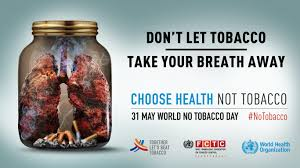 DON'T LET TOBACCO
TAKE YOUR BREATH AWAY
CHOOSE HEALTH NOT TOBACCO
31 MAY WORLD NO TOBACCO DAY #NoTobacco
TOGETHER
LET'S BEAT
TOBACCO
FCTC
World Health
Organization